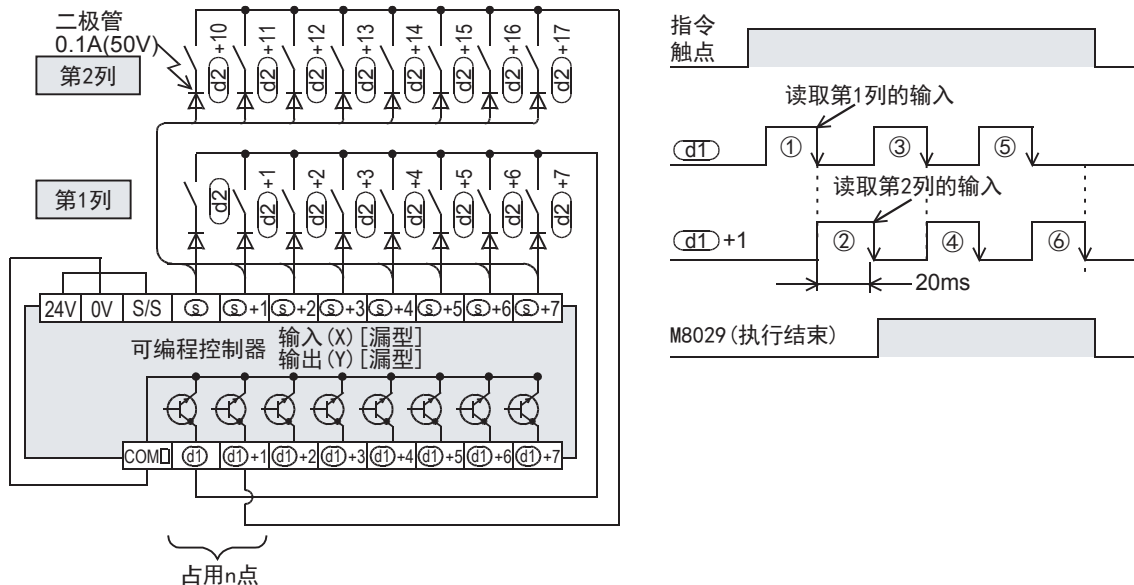 二极管
0.1A(50V)
第2列
d2 +10
d2 +11
d2 +12
d2 +13
d2 +14
d2 +15
d2 +16
d2 +17
第1列
d2
d2 +1
d2 +2
d2 +3
d2 +4
d2 +5
d2 +6
d2 +7
24V 0V S/S S S+1 S+2 S+3 S+4 S+5 S+6 S+7
可编程控制器 输入(X)[漏型]
输出(Y)[漏型]
COM□ d1 d1+1 d1+2 d1+3 d1+4 d1+5 d1+6 d1+7
占用n点
指令
触点
读取第1列的输入
d1 ① ③ ⑤
读取第2列的输入
d1+1 ② ④ ⑥
20ms
M8029(执行结束)